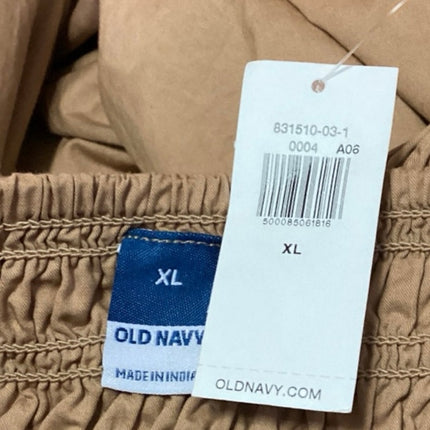 831510-03-1
0004 A06
500085061816
XL
OLDNAVY.COM
XL
OLD NAVY
MADE IN INDIA